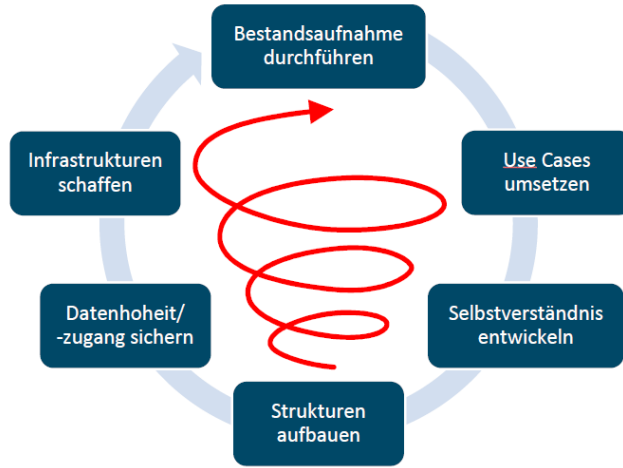 Bestandsaufnahme
durchführen
Use Cases
umsetzen
Selbstverständnis
entwickeln
Strukturen
aufbauen
Datenhoheit/
-zugang sichern
Infrastrukturen
schaffen